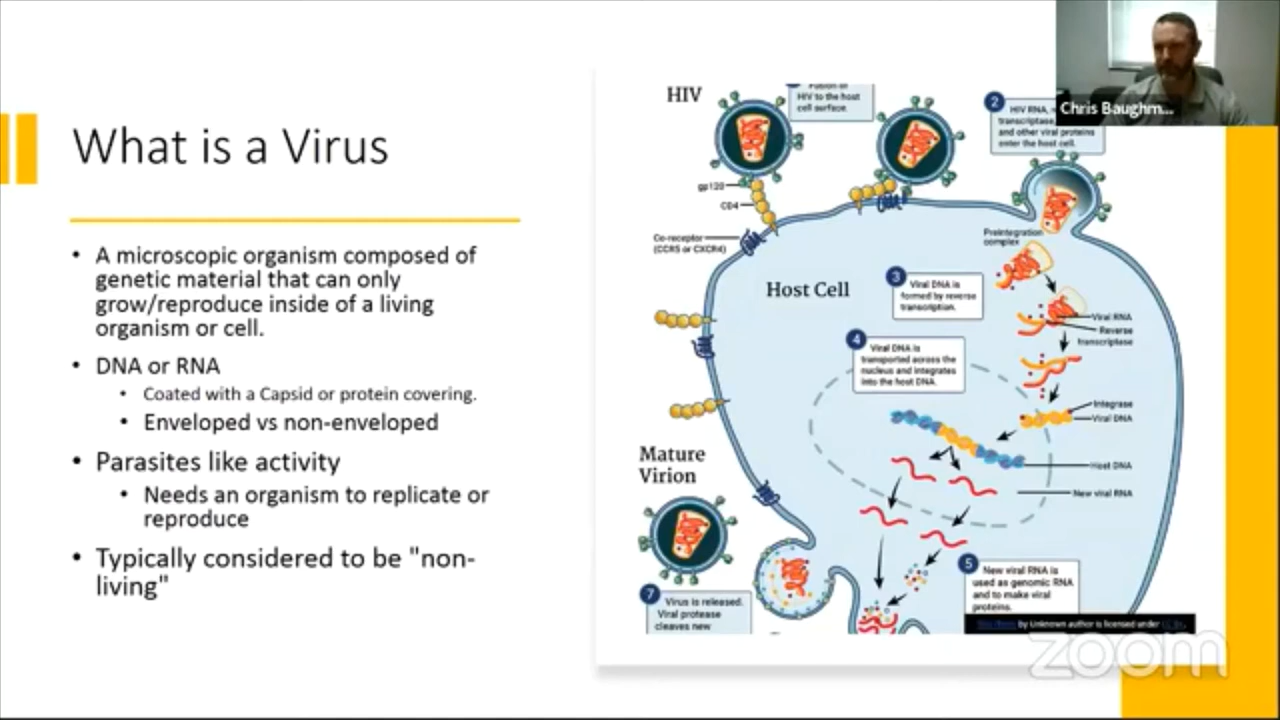 What is a Virus
• A microscopic organism composed of
genetic material that can only
grow/reproduce inside of a living
organism or cell.
• DNA or RNA
• Coated with a Capsid or protein covering.
• Enveloped vs non-enveloped
• Parasites like activity
• Needs an organism to replicate or
reproduce
• Typically considered to be "non-
living"
HIV
Fusion of
HIV to the host
cell surface.
2
HIV RNA,
transcriptase,
and other viral proteins
enter the host cell.
Chris Baughm...
gp120
CD4
Co-receptor
(CCR5 or CXCR4)
Preintegration
complex
Host Cell
3
Viral DNA is
formed by reverse
transcription.
Viral RNA
Reverse
transcriptase
4
Viral DNA is
transported across the
nucleus and integrates
into the host DNA.
Integrase
Viral DNA
Host DNA
New viral RNA
Mature
Virion
5
New viral RNA is
used as genomic RNA
and to make viral
proteins.
7
Virus is released.
Viral protease
cleaves new
by Unknown author is licensed under
zoom